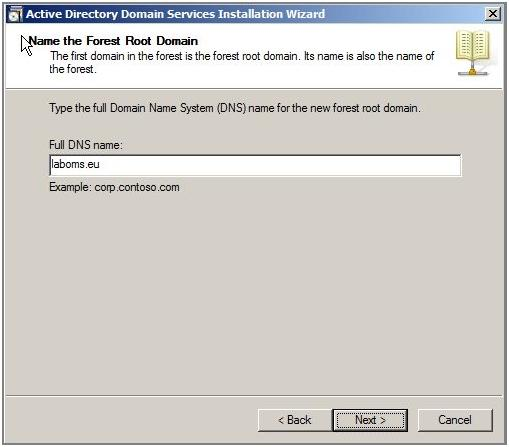 Active Directory Domain Services Installation Wizard
Name the Forest Root Domain
The first domain in the forest is the forest root domain. Its name is also the name of
the forest.
Type the full Domain Name System (DNS) name for the new forest root domain.
Full DNS name:
laboms.eu
Example: corp.contoso.com
< Back
Next >
Cancel